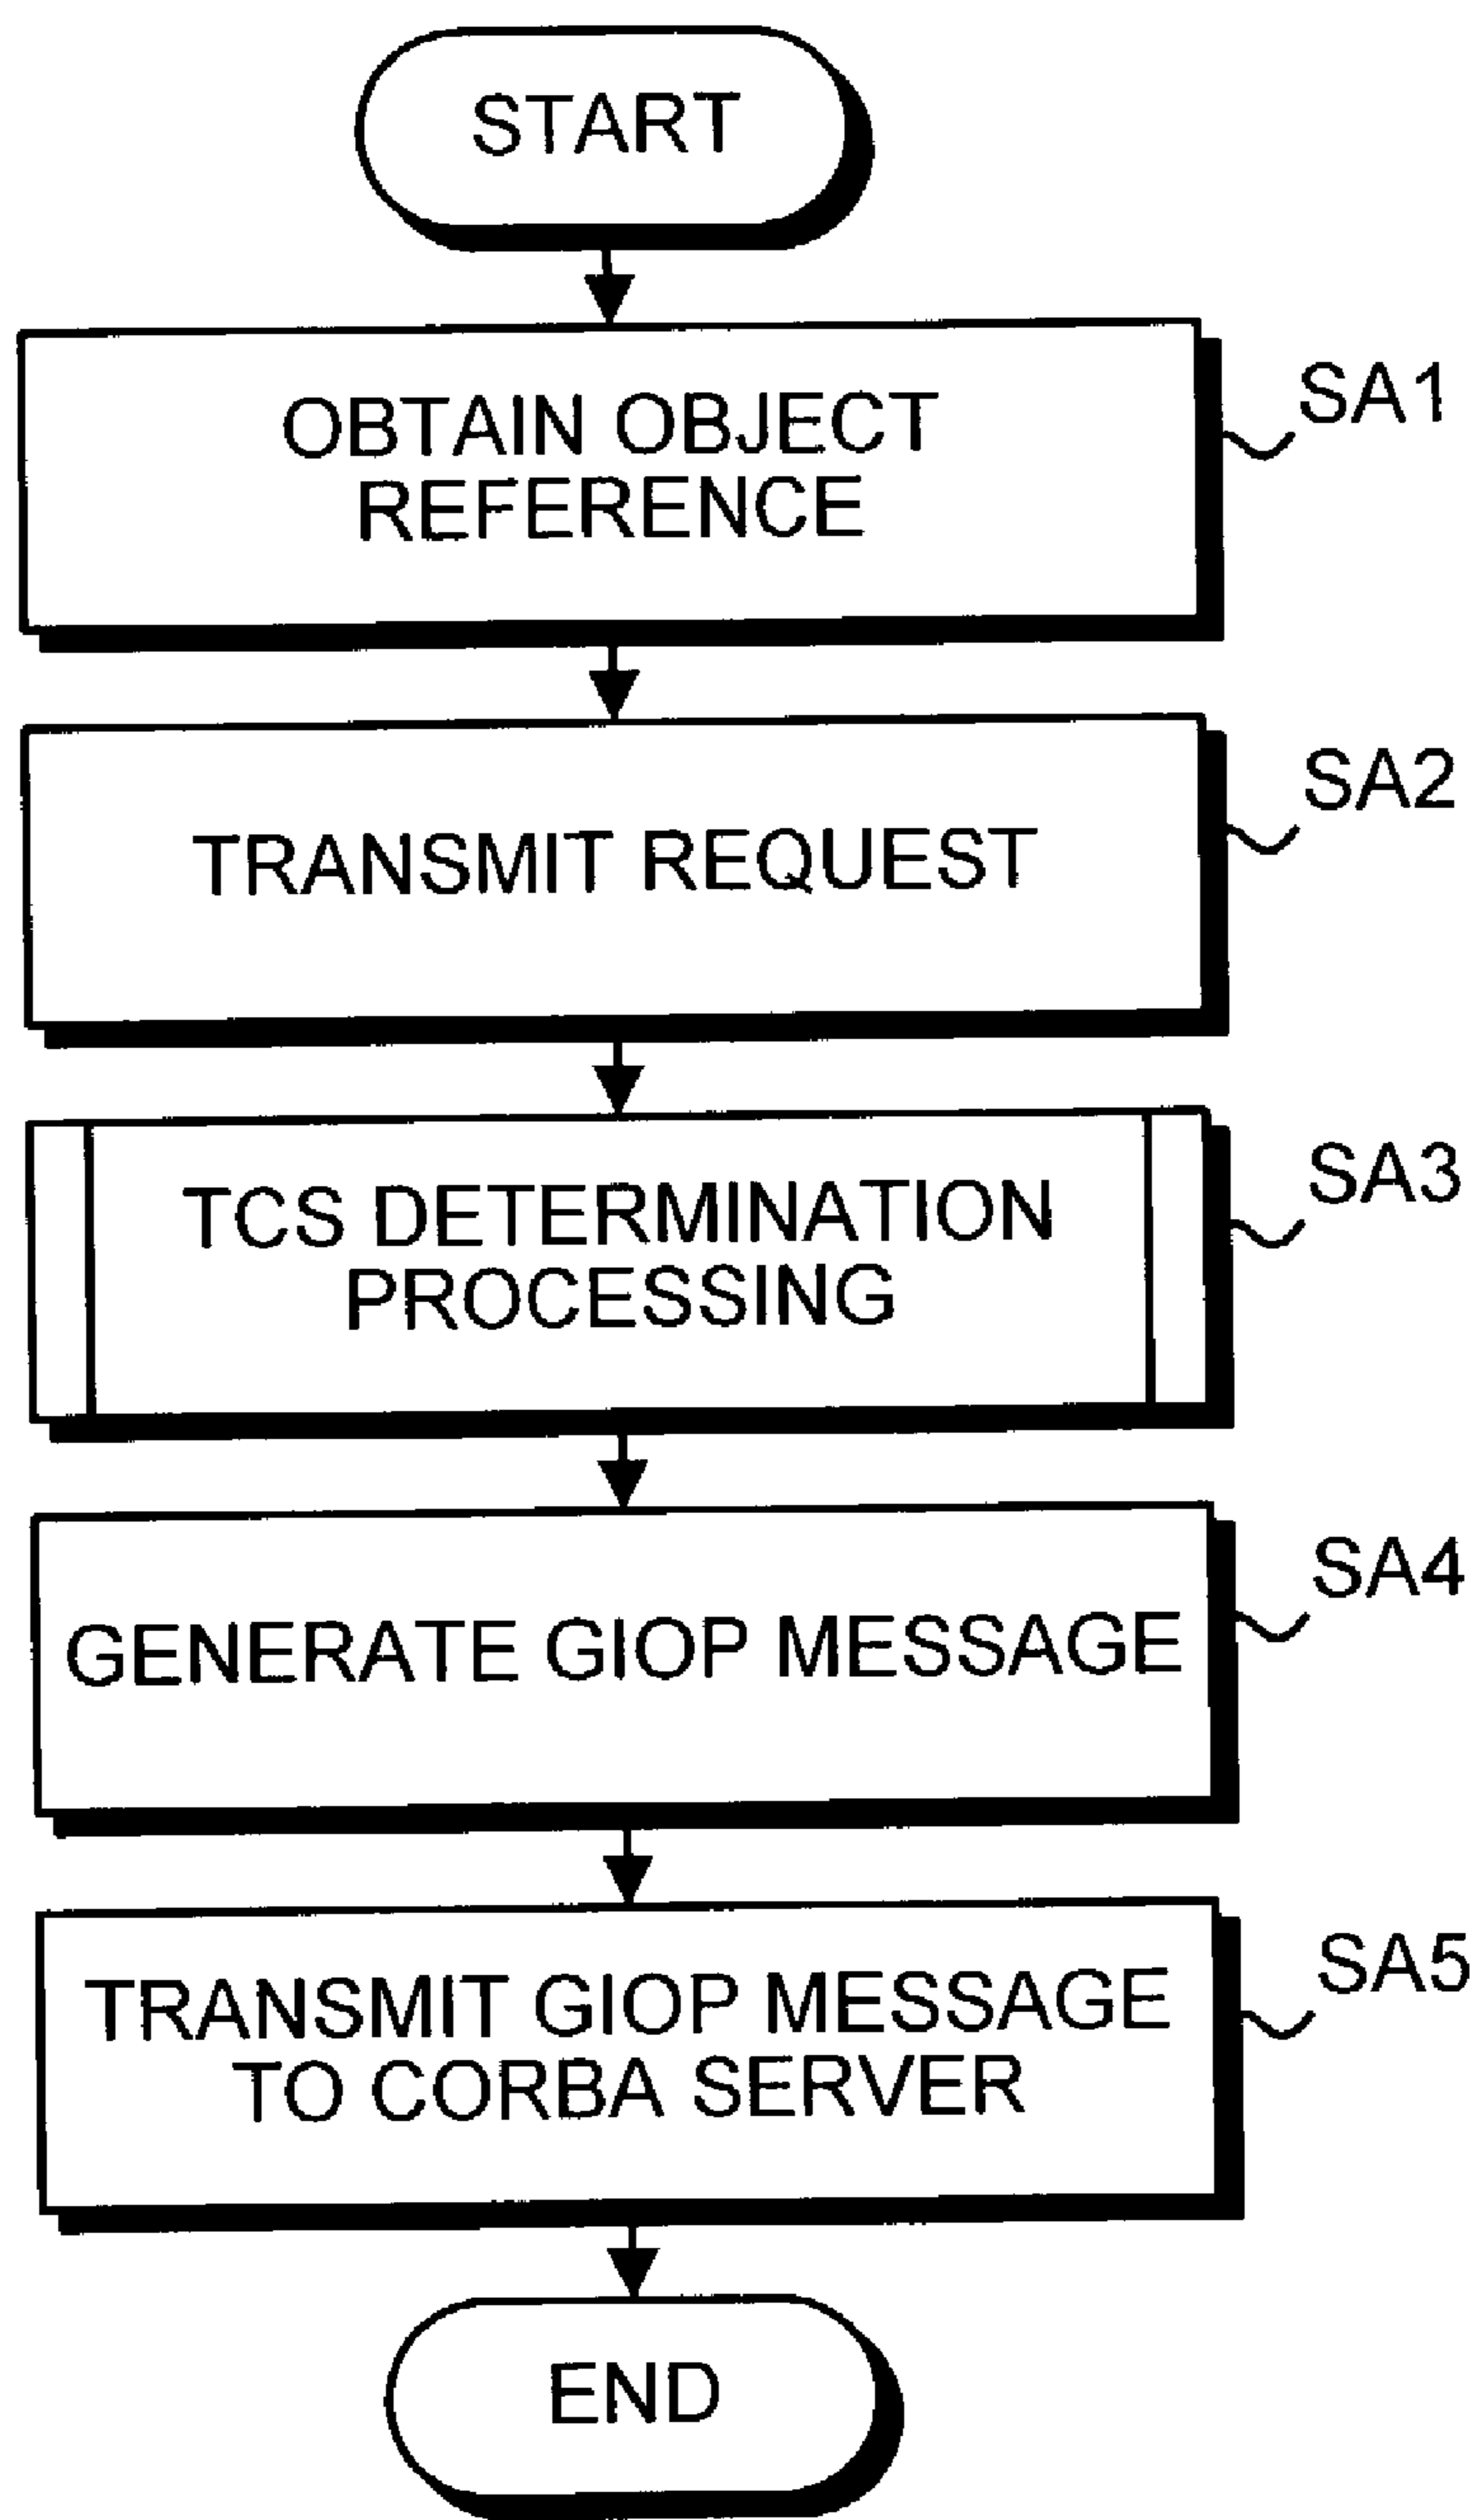 START
OBTAIN OBJECT
REFERENCE
SA1
TRANSMIT REQUEST
SA2
TCS DETERMINATION
PROCESSING
SA3
GENERATE GIOP MESSAGE
SA4
TRANSMIT GIOP MESSAGE
TO CORBA SERVER
SA5
END